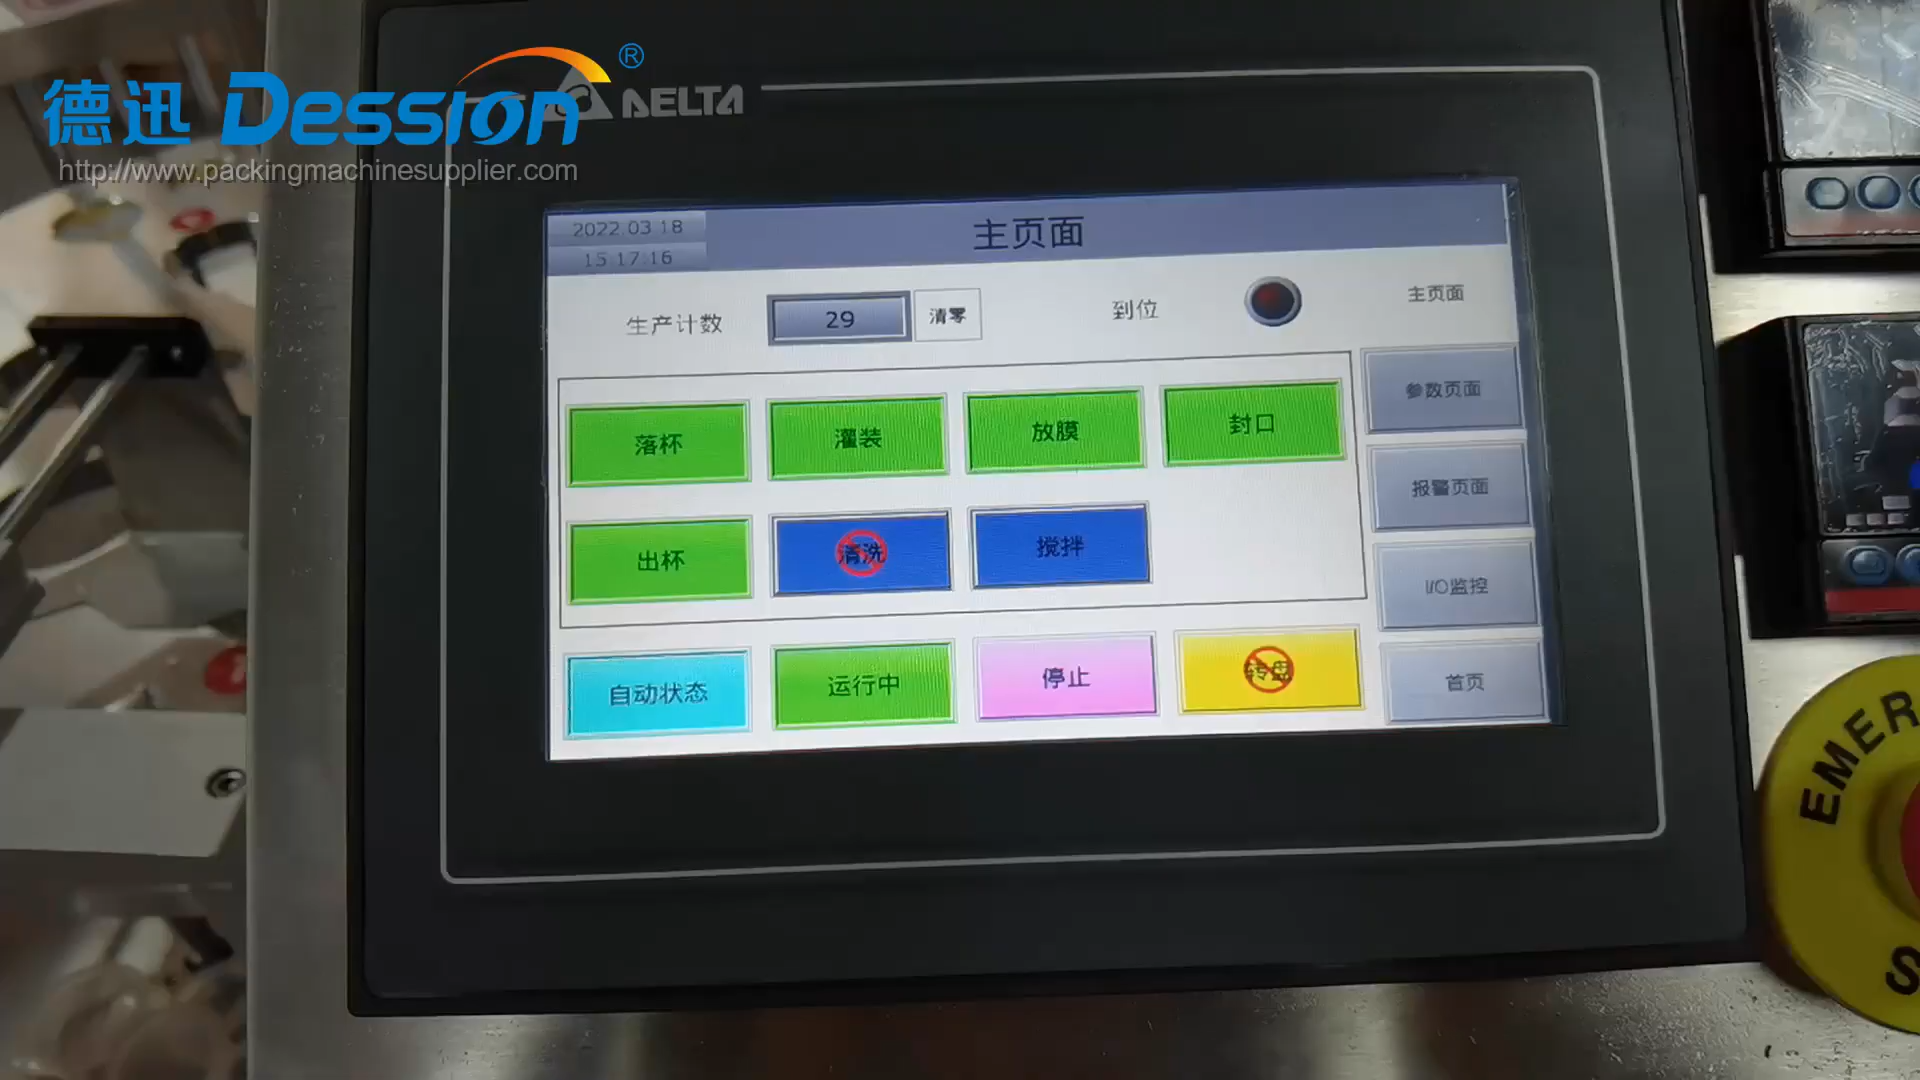 德迅 Dession ®
DELTA
http://www.packingmachinesupplier.com
2022.03.18
主页面
15:17:16
生产计数
29
清零
到位
主页面
落杯
灌装
放膜
封口
参数页面
出杯
清洗
搅拌
报警页面
I/O监控
自动状态
运行中
停止
转盘
首页
EMER
S